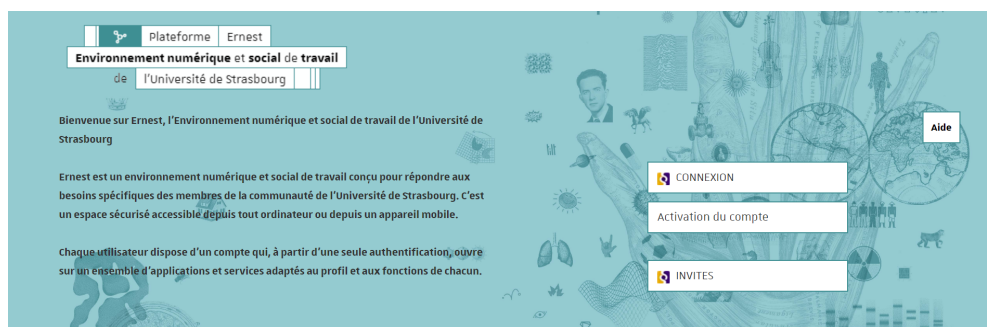 Plateforme Ernest
Environnement numérique et social de travail
de l'Université de Strasbourg
Bienvenue sur Ernest, l'Environnement numérique et social de travail de l'Université de
Strasbourg
Ernest est un environnement numérique et social de travail conçu pour répondre aux
besoins spécifiques des membres de la communauté de l'Université de Strasbourg. C'est
un espace sécurisé accessible depuis tout ordinateur ou depuis un appareil mobile.
Chaque utilisateur dispose d'un compte qui, à partir d'une seule authentification, ouvre
sur un ensemble d'applications et services adaptés au profil et aux fonctions de chacun.
Aide
CONNEXION
Activation du compte
INVITES